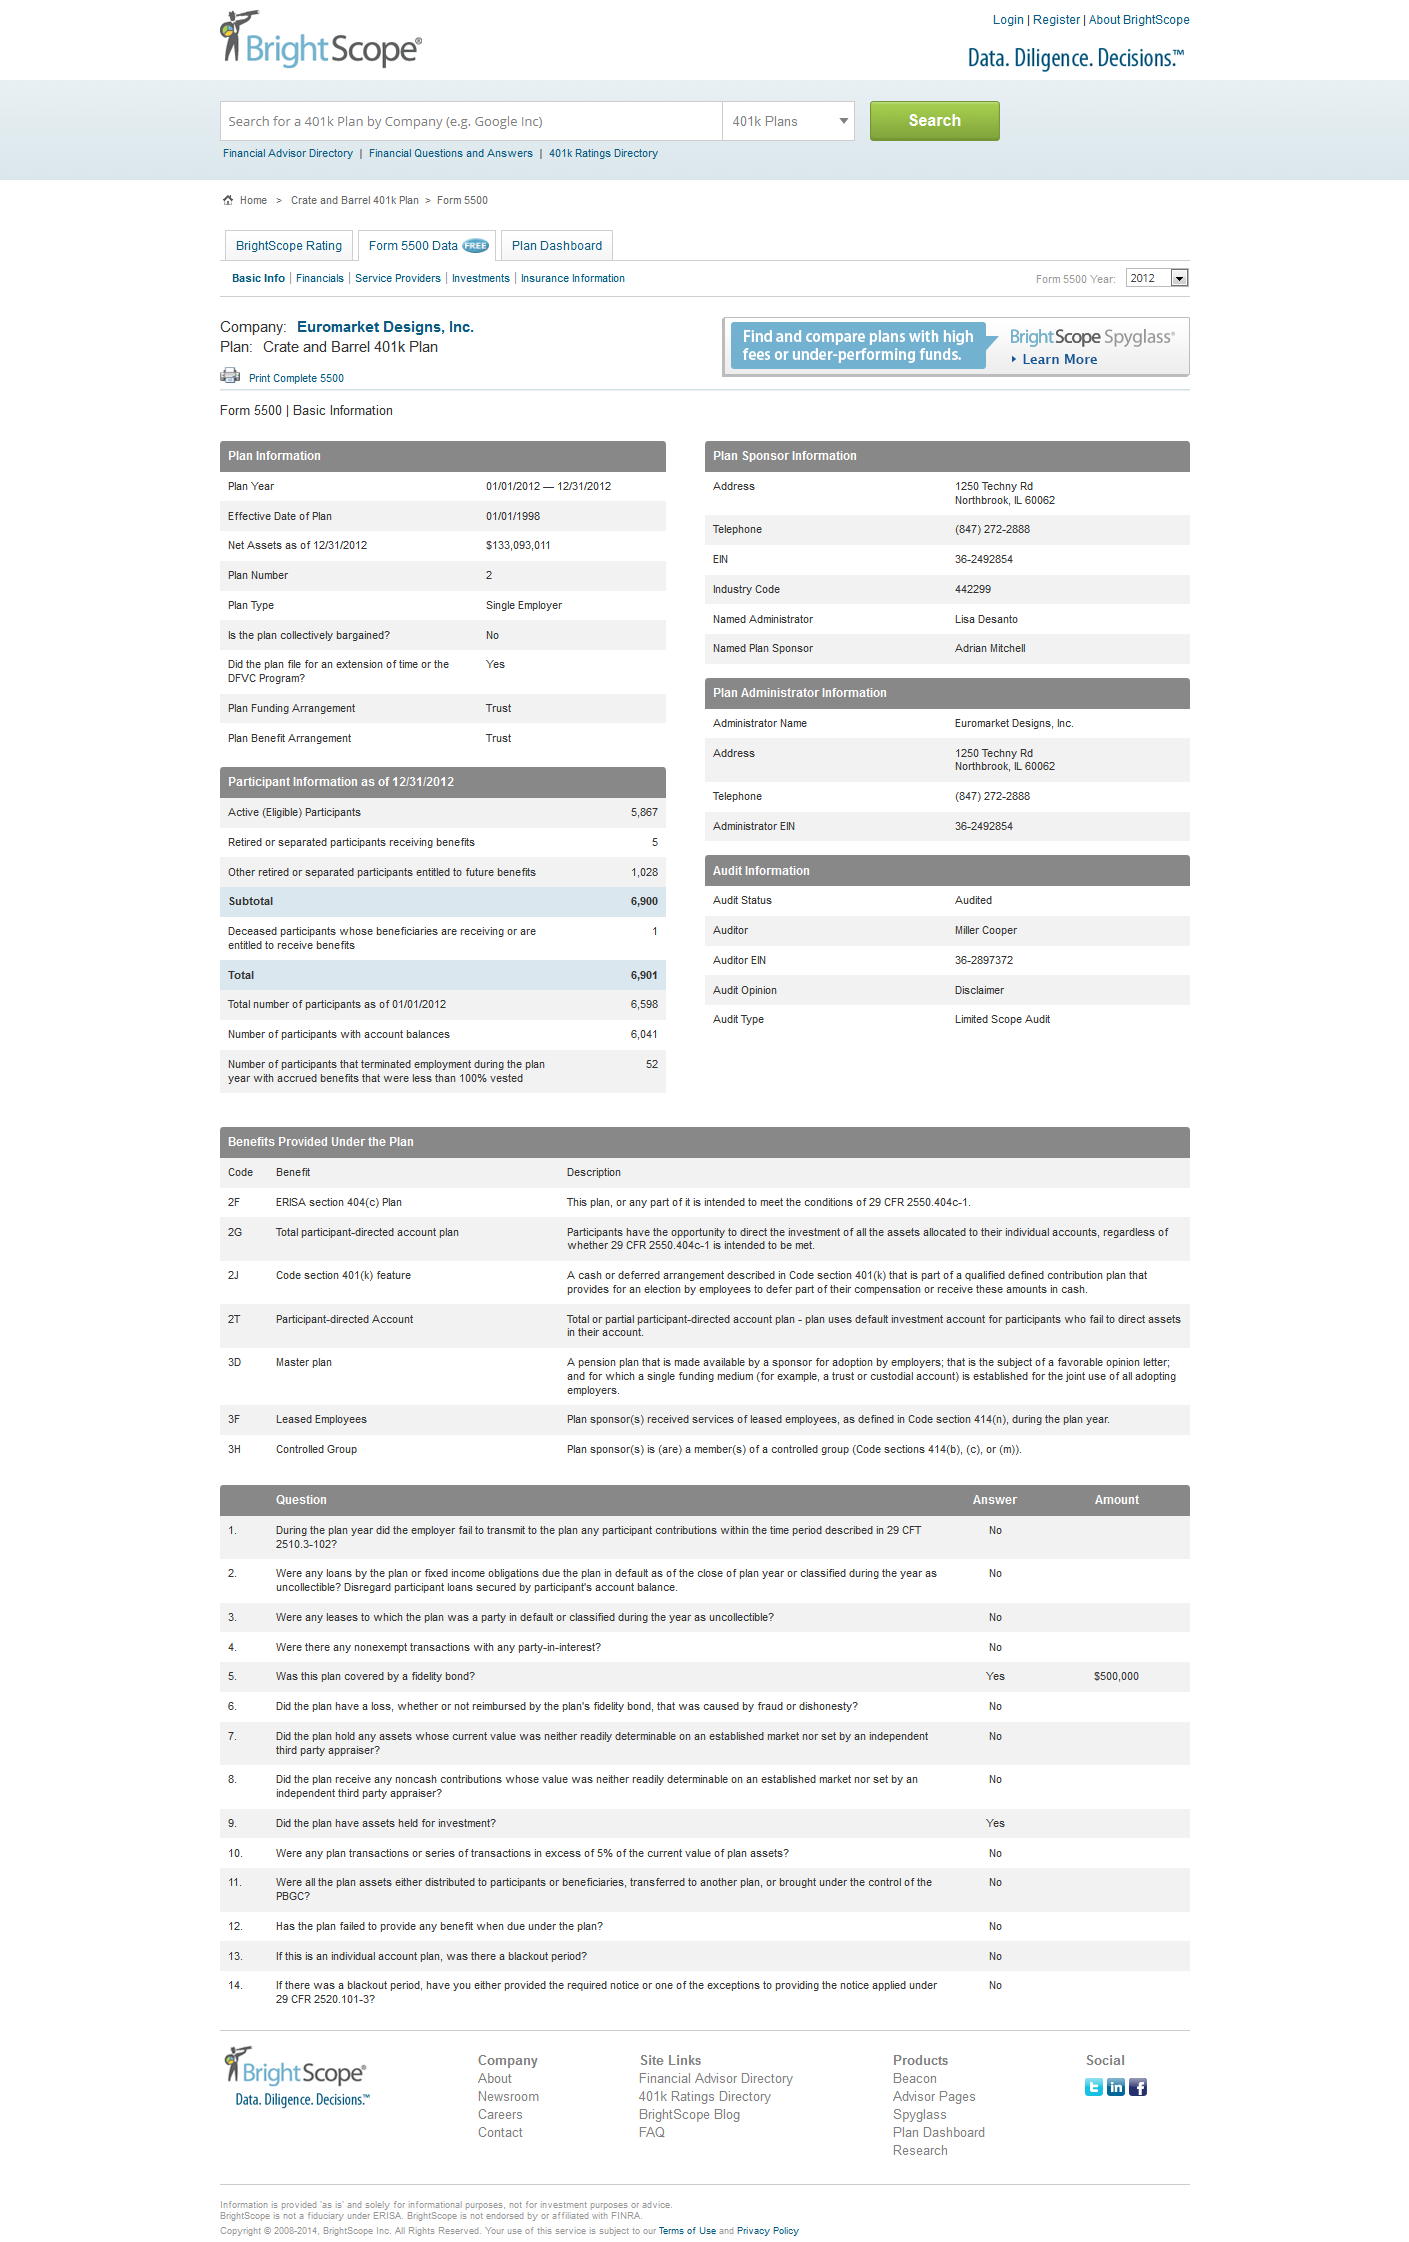 BrightScope®
Login | Register | About BrightScope
Data. Diligence. Decisions.™
Search for a 401k Plan by Company (e.g. Google Inc)
401k Plans
Search
Financial Advisor Directory | Financial Questions and Answers | 401k Ratings Directory
Home > Crate and Barrel 401k Plan > Form 5500
BrightScope Rating
Form 5500 Data FREE
Plan Dashboard
Basic Info | Financials | Service Providers | Investments | Insurance Information
Form 5500 Year: 2012
Company: Euromarket Designs, Inc.
Plan: Crate and Barrel 401k Plan
Print Complete 5500
Find and compare plans with high
fees or under-performing funds.
BrightScope Spyglass®
Learn More
Form 5500 | Basic Information
Plan Information
Plan Year 01/01/2012 — 12/31/2012
Effective Date of Plan 01/01/1998
Net Assets as of 12/31/2012 $133,093,011
Plan Number 2
Plan Type Single Employer
Is the plan collectively bargained? No
Did the plan file for an extension of time or the Yes
DFVC Program?
Plan Funding Arrangement Trust
Plan Benefit Arrangement Trust
Participant Information as of 12/31/2012
Active (Eligible) Participants 5,867
Retired or separated participants receiving benefits 5
Other retired or separated participants entitled to future benefits 1,028
Subtotal 6,900
Deceased participants whose beneficiaries are receiving or are 1
entitled to receive benefits
Total 6,901
Total number of participants as of 01/01/2012 6,598
Number of participants with account balances 6,041
Number of participants that terminated employment during the plan 52
year with accrued benefits that were less than 100% vested
Plan Sponsor Information
Address 1250 Techny Rd
Northbrook, IL 60062
Telephone (847) 272-2888
EIN 36-2492854
Industry Code 442299
Named Administrator Lisa Desanto
Named Plan Sponsor Adrian Mitchell
Plan Administrator Information
Administrator Name Euromarket Designs, Inc.
Address 1250 Techny Rd
Northbrook, IL 60062
Telephone (847) 272-2888
Administrator EIN 36-2492854
Audit Information
Audit Status Audited
Auditor Miller Cooper
Auditor EIN 36-2897372
Audit Opinion Disclaimer
Audit Type Limited Scope Audit
Benefits Provided Under the Plan
Code Benefit Description
2F ERISA section 404(c) Plan This plan, or any part of it is intended to meet the conditions of 29 CFR 2550.404c-1.
2G Total participant-directed account plan Participants have the opportunity to direct the investment of all the assets allocated to their individual accounts, regardless of
whether 29 CFR 2550.404c-1 is intended to be met.
2J Code section 401(k) feature A cash or deferred arrangement described in Code section 401(k) that is part of a qualified defined contribution plan that
provides for an election by employees to defer part of their compensation or receive these amounts in cash.
2T Participant-directed Account Total or partial participant-directed account plan - plan uses default investment account for participants who fail to direct assets
in their account.
3D Master plan A pension plan that is made available by a sponsor for adoption by employers; that is the subject of a favorable opinion letter;
and for which a single funding medium (for example, a trust or custodial account) is established for the joint use of all adopting
employers.
3F Leased Employees Plan sponsor(s) received services of leased employees, as defined in Code section 414(n), during the plan year.
3H Controlled Group Plan sponsor(s) is (are) a member(s) of a controlled group (Code sections 414(b), (c), or (m)).
Question Answer Amount
1. During the plan year did the employer fail to transmit to the plan any participant contributions within the time period described in 29 CFT No
2510.3-102?
2. Were any loans by the plan or fixed income obligations due the plan in default as of the close of plan year or classified during the year as No
uncollectible? Disregard participant loans secured by participant's account balance.
3. Were any leases to which the plan was a party in default or classified during the year as uncollectible? No
4. Were there any nonexempt transactions with any party-in-interest? No
5. Was this plan covered by a fidelity bond? Yes $500,000
6. Did the plan have a loss, whether or not reimbursed by the plan's fidelity bond, that was caused by fraud or dishonesty? No
7. Did the plan hold any assets whose current value was neither readily determinable on an established market nor set by an independent No
third party appraiser?
8. Did the plan receive any noncash contributions whose value was neither readily determinable on an established market nor set by an No
independent third party appraiser?
9. Did the plan have assets held for investment? Yes
10. Were any plan transactions or series of transactions in excess of 5% of the current value of plan assets? No
11. Were all the plan assets either distributed to participants or beneficiaries, transferred to another plan, or brought under the control of the No
PBGC?
12. Has the plan failed to provide any benefit when due under the plan? No
13. If this is an individual account plan, was there a blackout period? No
14. If there was a blackout period, have you either provided the required notice or one of the exceptions to providing the notice applied under No
29 CFR 2520.101-3?
BrightScope®
Data. Diligence. Decisions.™
Company
About
Newsroom
Careers
Contact
Site Links
Financial Advisor Directory
401k Ratings Directory
BrightScope Blog
FAQ
Products
Beacon
Advisor Pages
Spyglass
Plan Dashboard
Research
Social
Information is provided 'as is' and solely for informational purposes, not for investment purposes or advice.
BrightScope is not a fiduciary under ERISA. BrightScope is not endorsed by or affiliated with FINRA.
Copyright © 2008-2014, BrightScope Inc. All Rights Reserved. Your use of this service is subject to our Terms of Use and Privacy Policy